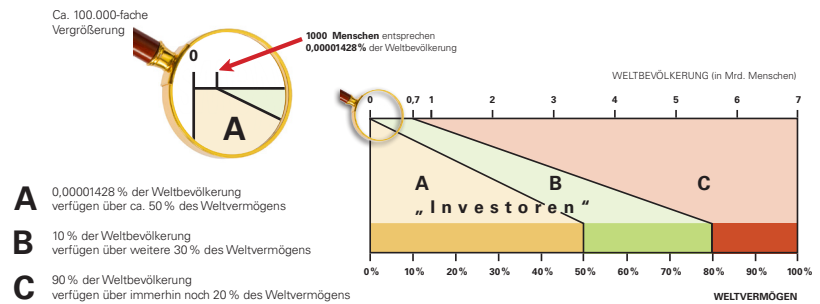 Ca. 100.000-fache
Vergrößerung
0
1000 Menschen entsprechen
0,00001428% der Weltbevölkerung
A
WELTBEVÖLKERUNG (in Mrd. Menschen)
0 0,7 1 2 3 4 5 6 7
A B C
„Investoren“
0% 10% 20% 30% 40% 50% 60% 70% 80% 90% 100%
WELTVERMÖGEN
A 0,00001428 % der Weltbevölkerung
verfügen über ca. 50 % des Weltvermögens
B 10 % der Weltbevölkerung
verfügen über weitere 30 % des Weltvermögens
C 90 % der Weltbevölkerung
verfügen über immerhin noch 20 % des Weltvermögens